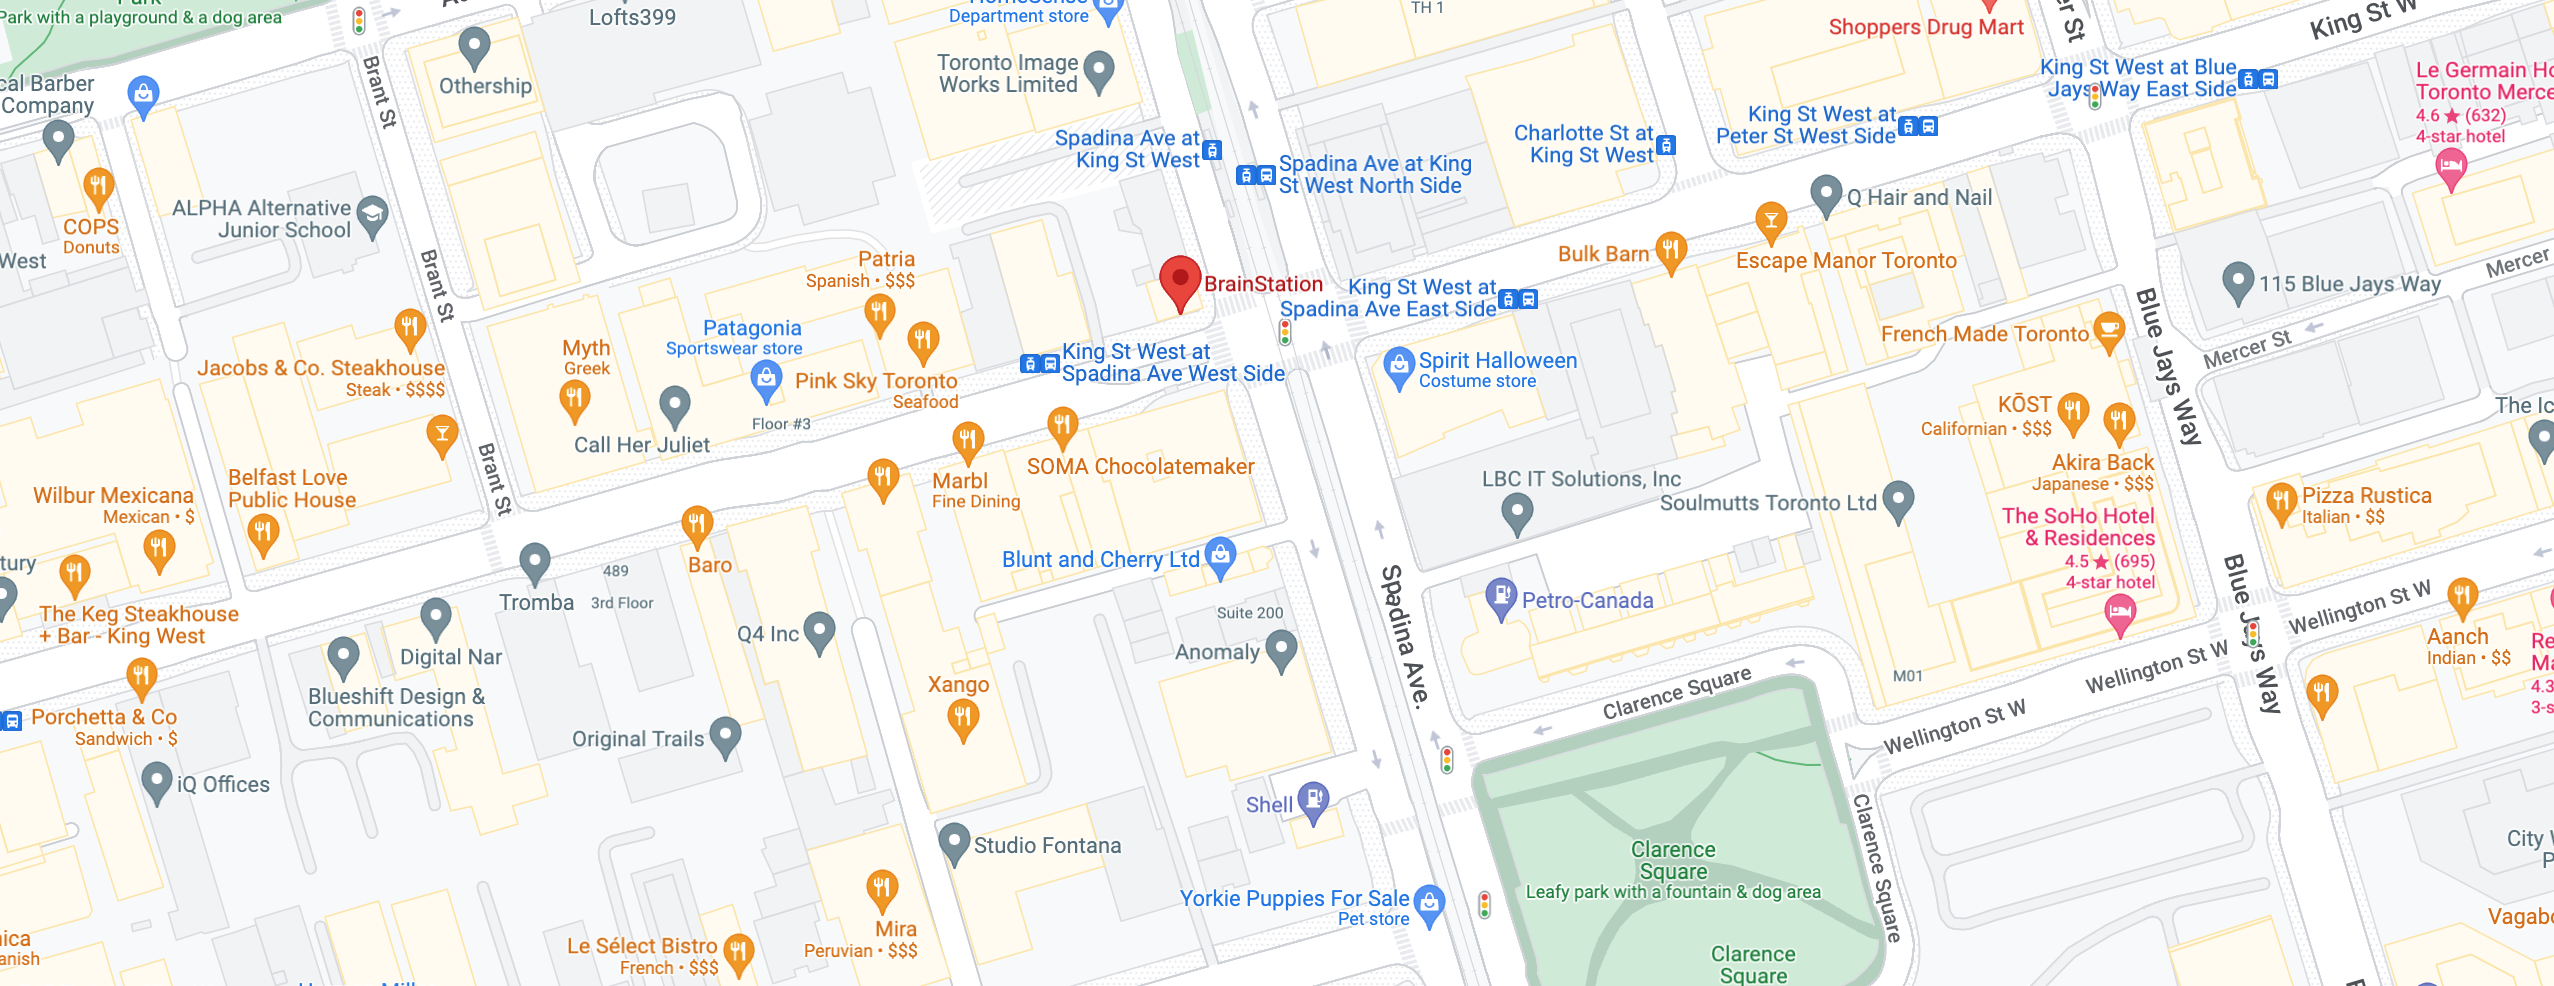 Park
Park with a playground & a dog area
Lofts399
HomeSense
Department store
TH 1
Shoppers Drug Mart
King St W
Othership
Toronto Image
Works Limited
Brant St
Barber
Company
King St West at Blue
Jays Way East Side
Le Germain
Toronto
4.6 ★ (632)
4-star hotel
King St West at
Peter St West Side
Charlotte St at
King St West
Spadina Ave at
King St West
Spadina Ave at King
St West North Side
Q Hair and Nail
COPS
Donuts
ALPHA Alternative
Junior School
West
Brant St
Patria
Spanish • $$$
BrainStation
King St West at
Spadina Ave East Side
Bulk Barn
Escape Manor Toronto
115 Blue Jays Way
Mercer
Mercer St
French Made Toronto
Blue Jays Way
Patagonia
Sportswear store
Myth
Greek
Jacobs & Co. Steakhouse
Steak • $$$$
Pink Sky Toronto
Seafood
King St West at
Spadina Ave West Side
Spirit Halloween
Costume store
KŌST
Californian • $$$
Floor #3
Call Her Juliet
Akira Back
Japanese • $$$
SOMA Chocolatemaker
Marbl
Fine Dining
Brant St
Belfast Love
Public House
Wilbur Mexicana
Mexican • $
LBC IT Solutions, Inc
Soulmutts Toronto Ltd
The SoHo Hotel
& Residences
4.5 ★ (695)
4-star hotel
Pizza Rustica
Italian • $$
Blunt and Cherry Ltd
Baro
489
3rd Floor
Tromba
The Keg Steakhouse
+ Bar - King West
Spadina Ave.
Petro-Canada
Blue Jays Way
Wellington St W
Aanch
Indian • $$
Suite 200
Anomaly
Q4 Inc
Digital Nar
Blueshift Design &
Communications
Xango
Clarence Square
M01
Wellington St W
Wellington St W
Porchetta & Co
Sandwich • $
Original Trails
iQ Offices
Shell
Studio Fontana
Clarence
Square
Leafy park with a fountain & dog area
Clarence Square
City
Yorkie Puppies For Sale
Pet store
Mira
Peruvian • $$$
Le Sélect Bistro
French • $$$
Clarence
Square